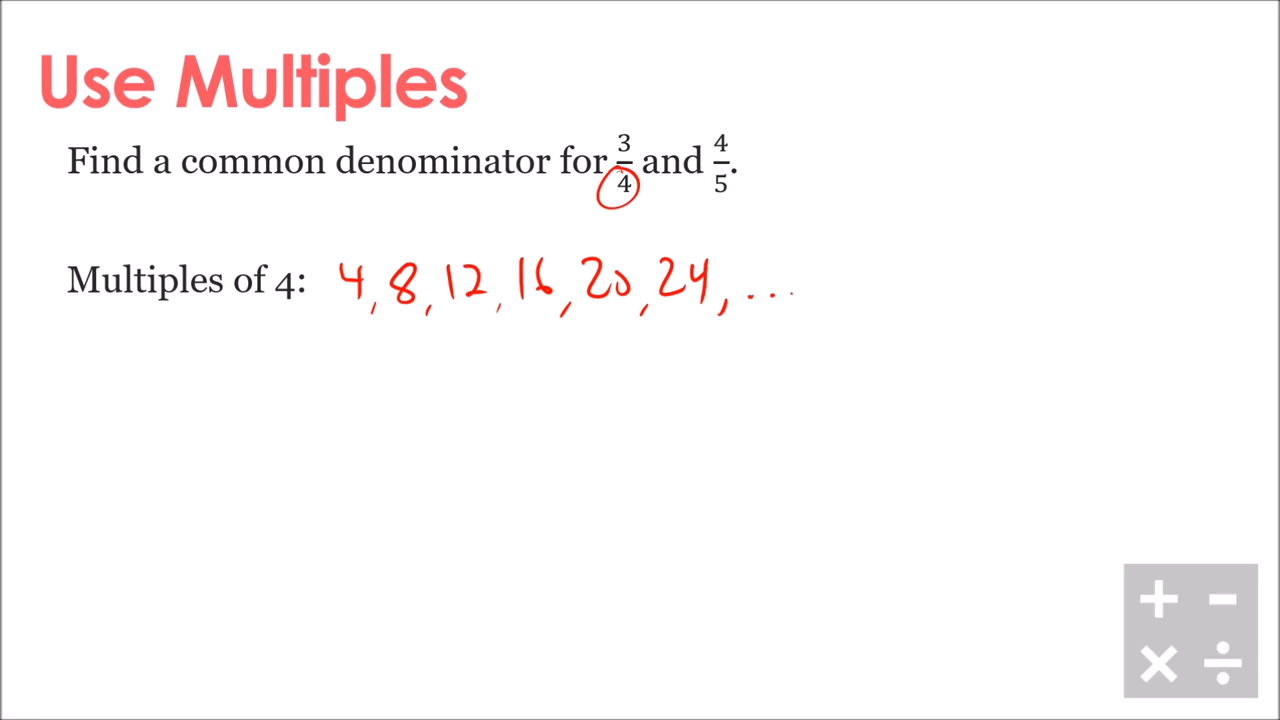 Use Multiples
Find a common denominator for 3/4 and 4/5.
Multiples of 4: 4, 8, 12, 16, 20, 24, ...
+ -
× ÷